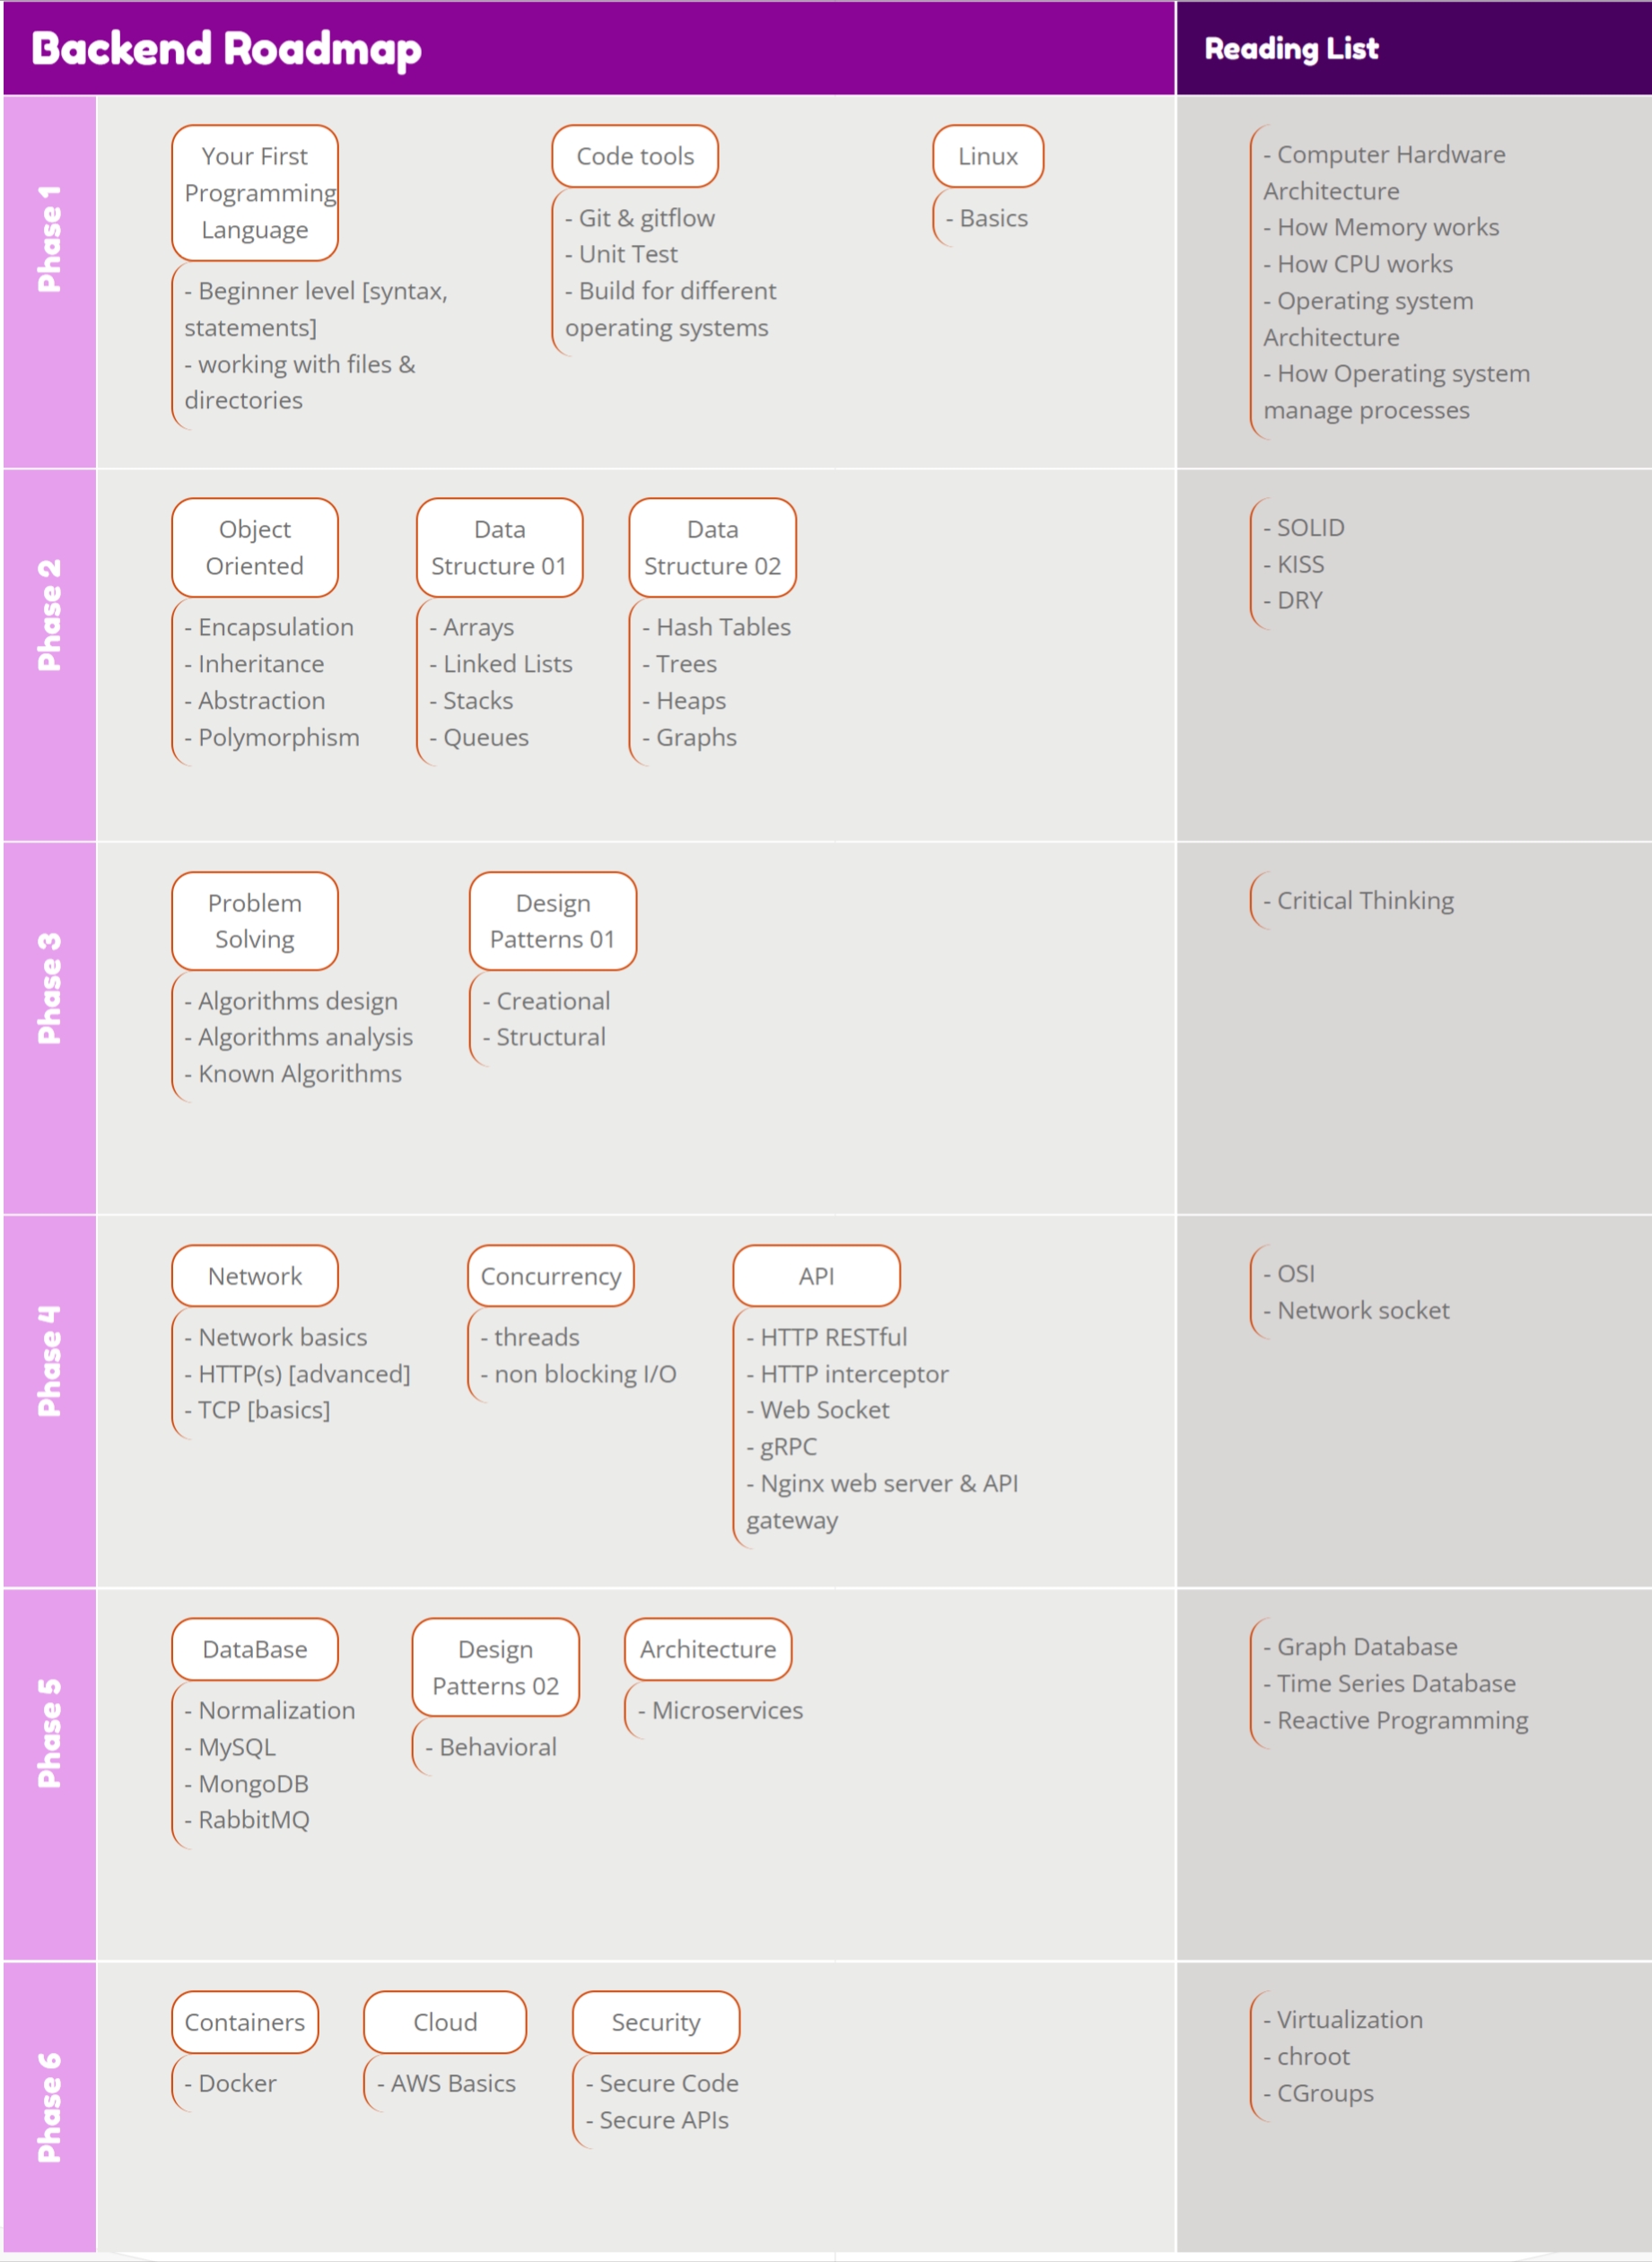 Backend Roadmap
Reading List
Phase 1
Your First
Programming
Language
- Beginner level [syntax,
statements]
- working with files &
directories
Code tools
- Git & gitflow
- Unit Test
- Build for different
operating systems
Linux
- Basics
- Computer Hardware
Architecture
- How Memory works
- How CPU works
- Operating system
Architecture
- How Operating system
manage processes
Phase 2
Object
Oriented
- Encapsulation
- Inheritance
- Abstraction
- Polymorphism
Data
Structure 01
- Arrays
- Linked Lists
- Stacks
- Queues
Data
Structure 02
- Hash Tables
- Trees
- Heaps
- Graphs
- SOLID
- KISS
- DRY
Phase 3
Problem
Solving
- Algorithms design
- Algorithms analysis
- Known Algorithms
Design
Patterns 01
- Creational
- Structural
- Critical Thinking
Phase 4
Network
- Network basics
- HTTP(s) [advanced]
- TCP [basics]
Concurrency
- threads
- non blocking I/O
API
- HTTP RESTful
- HTTP interceptor
- Web Socket
- gRPC
- Nginx web server & API
gateway
- OSI
- Network socket
Phase 5
DataBase
- Normalization
- MySQL
- MongoDB
- RabbitMQ
Design
Patterns 02
- Behavioral
Architecture
- Microservices
- Graph Database
- Time Series Database
- Reactive Programming
Phase 6
Containers
- Docker
Cloud
- AWS Basics
Security
- Secure Code
- Secure APIs
- Virtualization
- chroot
- CGroups